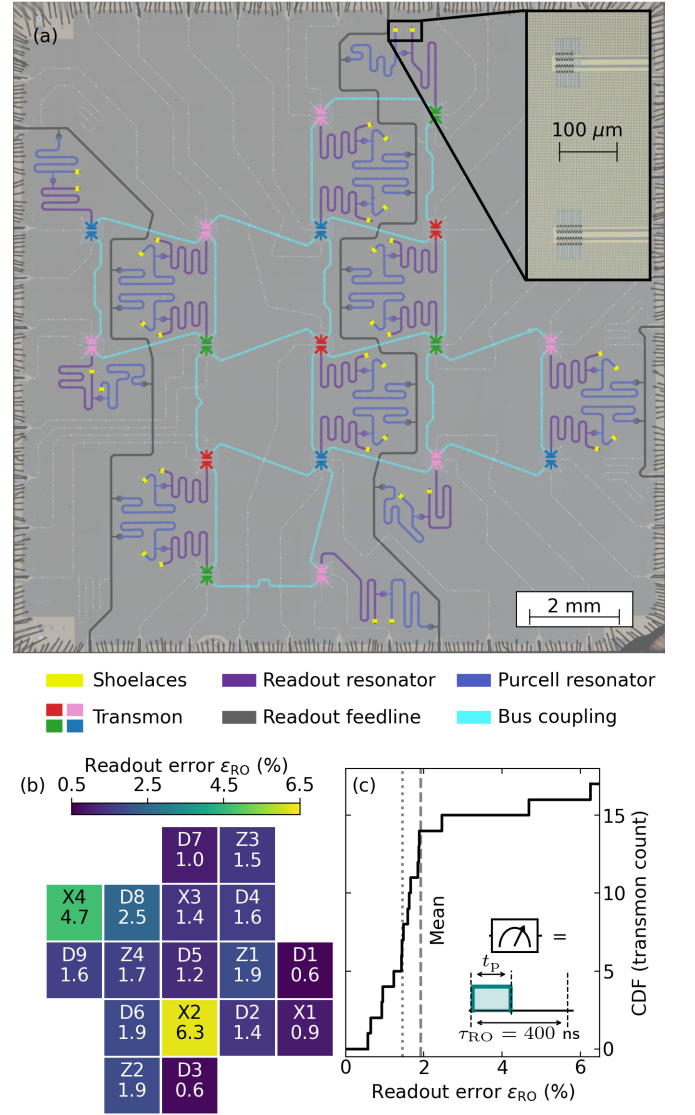 (a)
100 μm
2 mm
Shoelaces
Readout resonator
Purcell resonator
Transmon
Readout feedline
Bus coupling
(b)
Readout error ε_RO (%)
0.5 2.5 4.5 6.5
D7 Z3
1.0 1.5
X4 D8 X3 D4
4.7 2.5 1.4 1.6
D9 Z4 D5 Z1 D1
1.6 1.7 1.2 1.9 0.6
D6 X2 D2 X1
1.9 6.3 1.4 0.9
Z2 D3
1.9 0.6
(c)
15
10
5
0
CDF (transmon count)
Mean
=
t_p
τ_RO = 400 ns
0 2 4 6
Readout error ε_RO (%)